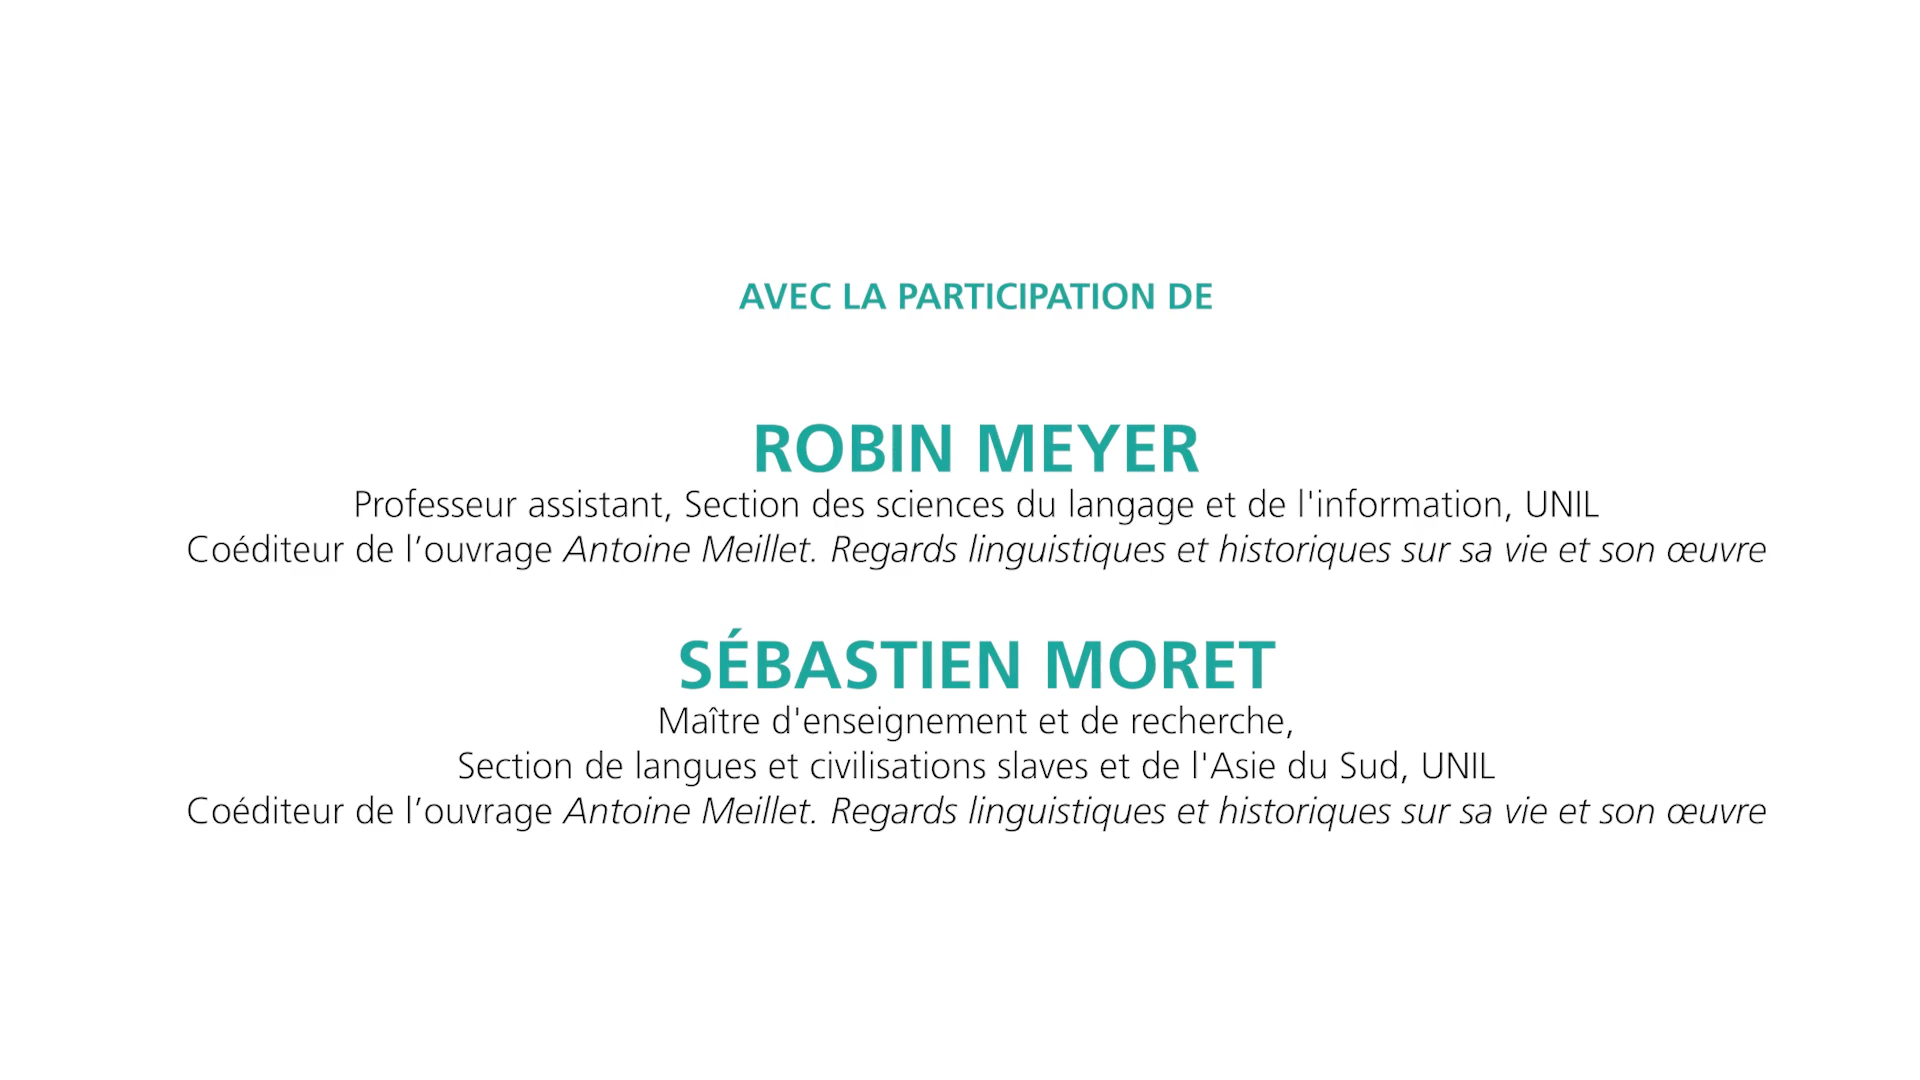 AVEC LA PARTICIPATION DE
ROBIN MEYER
Professeur assistant, Section des sciences du langage et de l'information, UNIL
Coéditeur de l’ouvrage Antoine Meillet. Regards linguistiques et historiques sur sa vie et son œuvre
SÉBASTIEN MORET
Maître d'enseignement et de recherche,
Section de langues et civilisations slaves et de l'Asie du Sud, UNIL
Coéditeur de l’ouvrage Antoine Meillet. Regards linguistiques et historiques sur sa vie et son œuvre